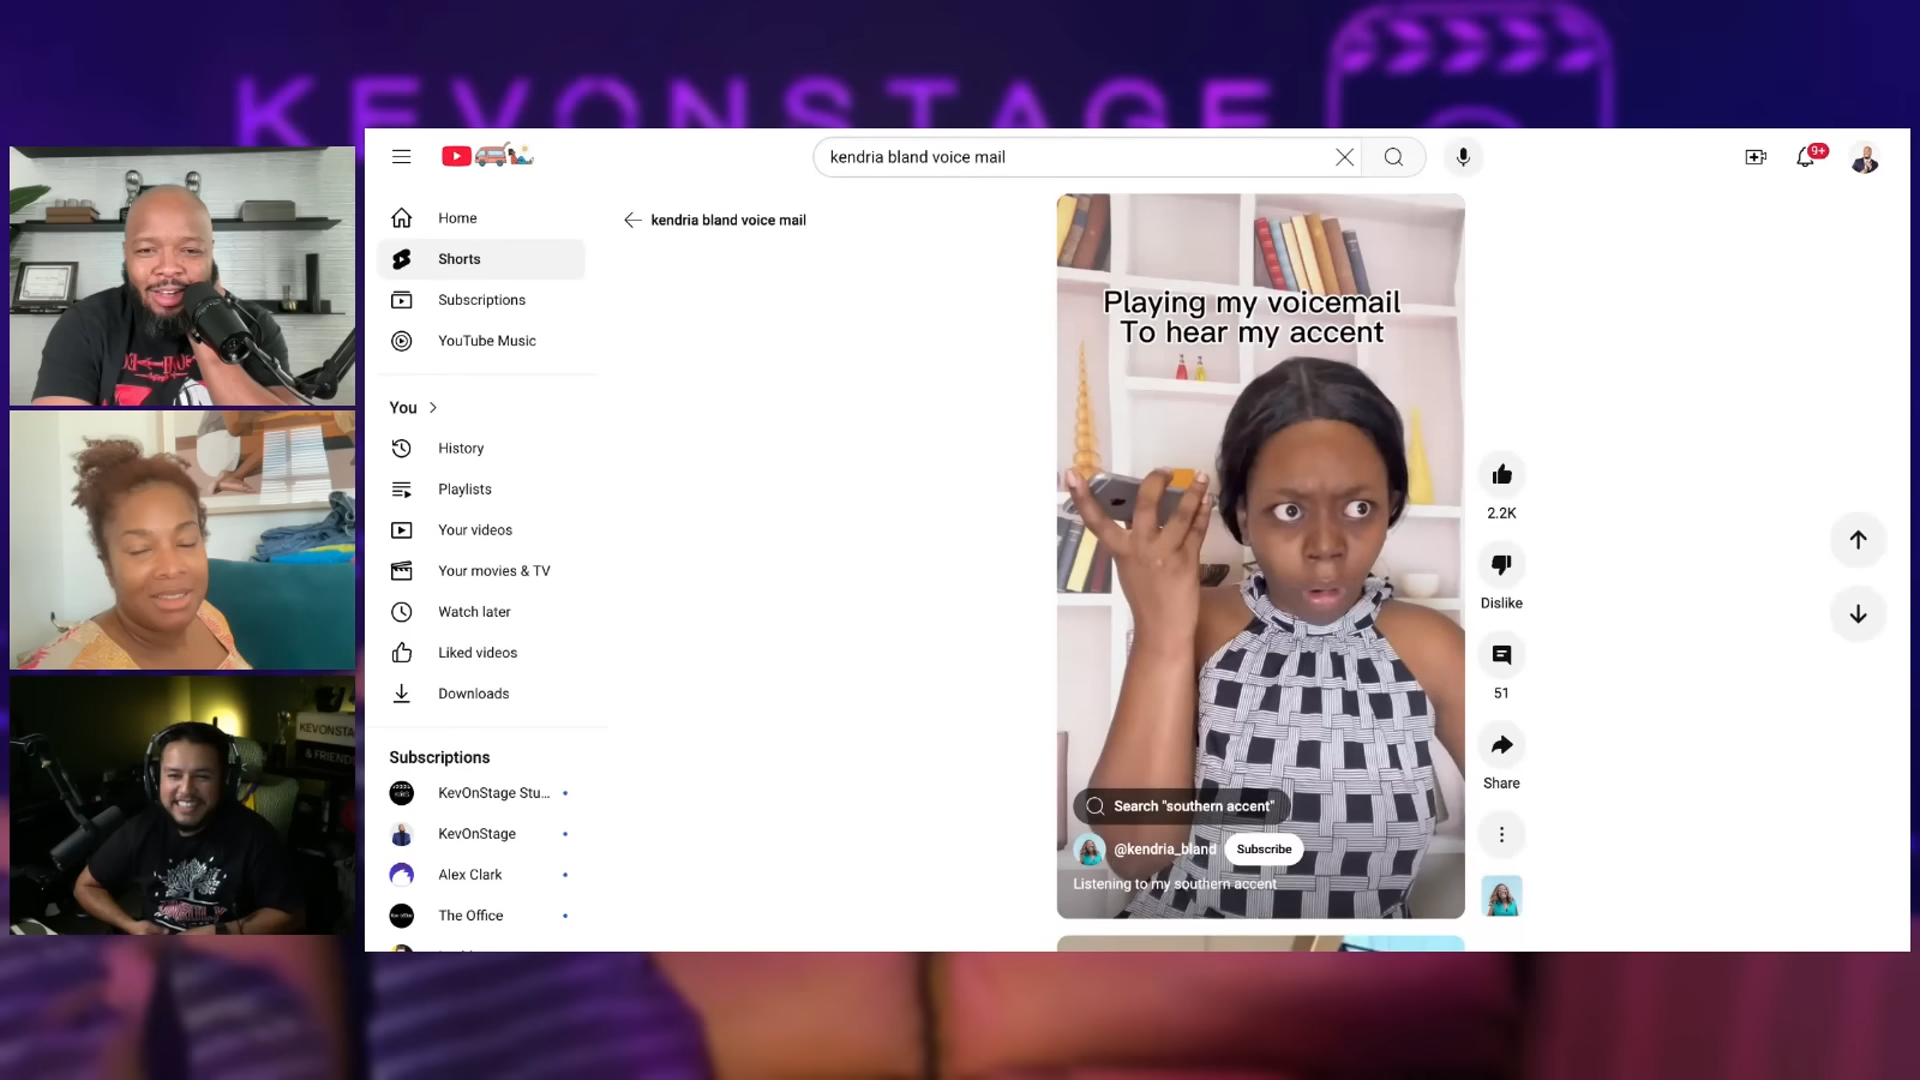 KEVONSTAGE
kendria bland voice mail
9+
Home
Shorts
Subscriptions
YouTube Music
You
History
Playlists
Your videos
Your movies & TV
Watch later
Liked videos
Downloads
Subscriptions
KevOnStage Stu...
KevOnStage
Alex Clark
The Office
kendria bland voice mail
Playing my voicemail
To hear my accent
Search "southern accent"
@kendria_bland
Subscribe
Listening to my southern accent
2.2K
Dislike
51
Share
KEVONSTA
& FRIEND